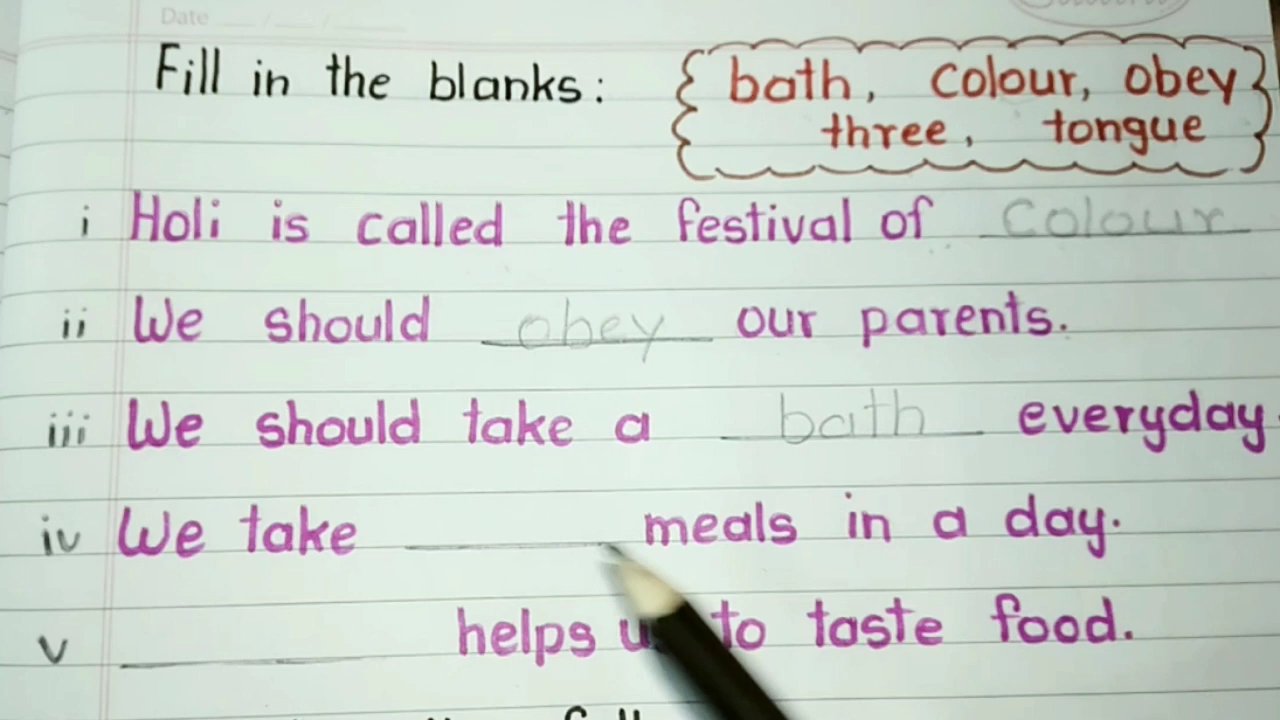 Date
Fill in the blanks :
bath, colour, obey
three, tongue
i Holi is called the festival of colour
ii We should obey our parents.
iii We should take a bath everyday
iv We take ______ meals in a day.
v ______ helps to taste food.